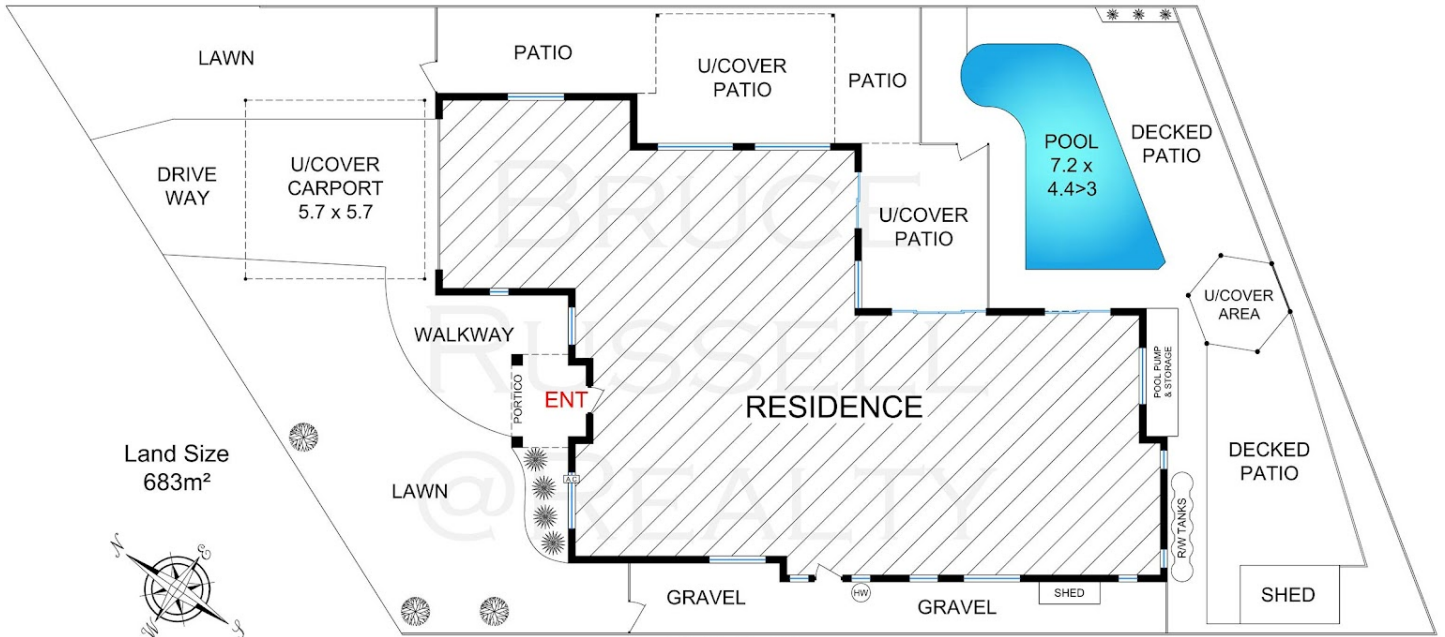 LAWN
PATIO
U/COVER
PATIO
PATIO
POOL
7.2 x
4.4>3
DECKED
PATIO
DRIVE
WAY
U/COVER
CARPORT
5.7 x 5.7
U/COVER
PATIO
U/COVER
AREA
WALKWAY
PORTICO
ENT
RESIDENCE
POOL PUMP
& STORAGE
BRUCE
RUSSELL
@REALTY
Land Size
683m²
LAWN
AC
DECKED
PATIO
R/W TANKS
GRAVEL
HW
GRAVEL
SHED
SHED
N
E
W
S